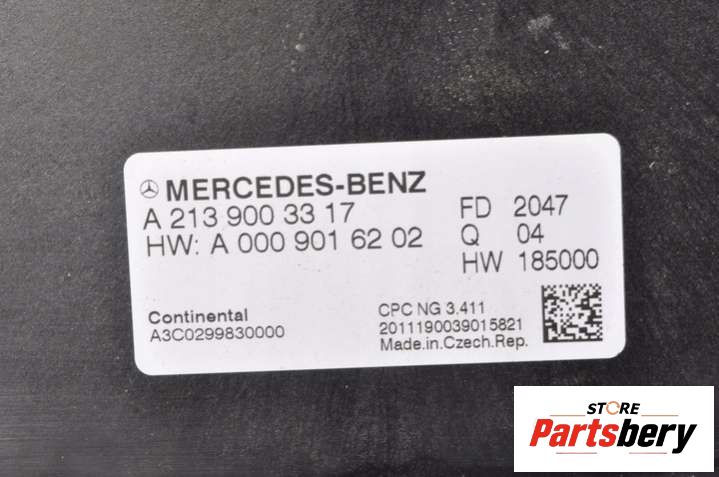 MERCEDES-BENZ
A 213 900 33 17
HW: A 000 901 62 02
FD 2047
Q 04
HW 185000
Continental
A3C0299830000
CPC NG 3.411
2011190039015821
Made.in.Czech.Rep.
STORE
Partsbery